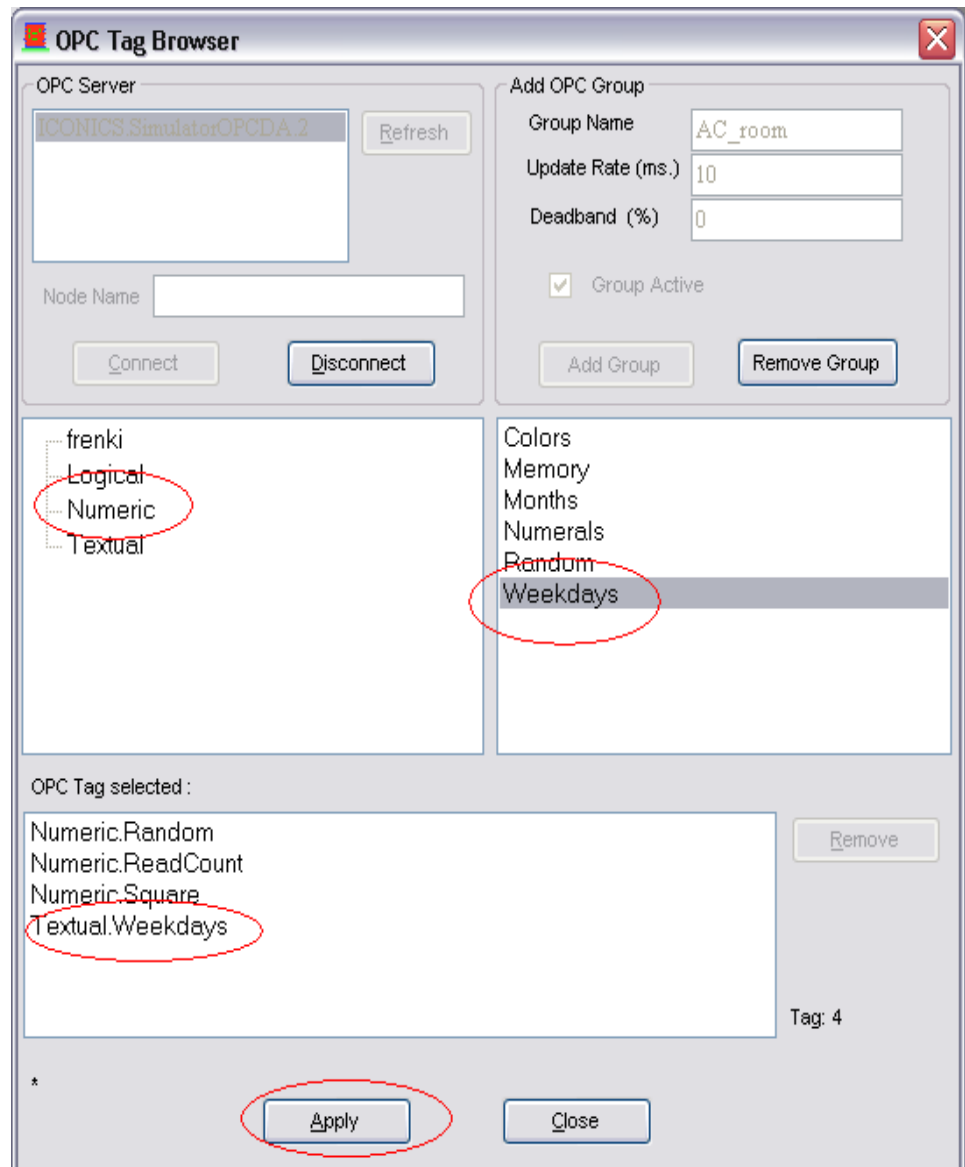 OPC Tag Browser
OPC Server
ICONICS.SimulatorOPCDA.2
Refresh
Node Name
Connect
Disconnect
Add OPC Group
Group Name
AC_room
Update Rate (ms.)
10
Deadband (%)
0
Group Active
Add Group
Remove Group
frenki
Logical
Numeric
Textual
Colors
Memory
Months
Numerals
Random
Weekdays
OPC Tag selected :
Numeric.Random
Numeric.ReadCount
Numeric.Square
Textual.Weekdays
Remove
Tag: 4
*
Apply
Close